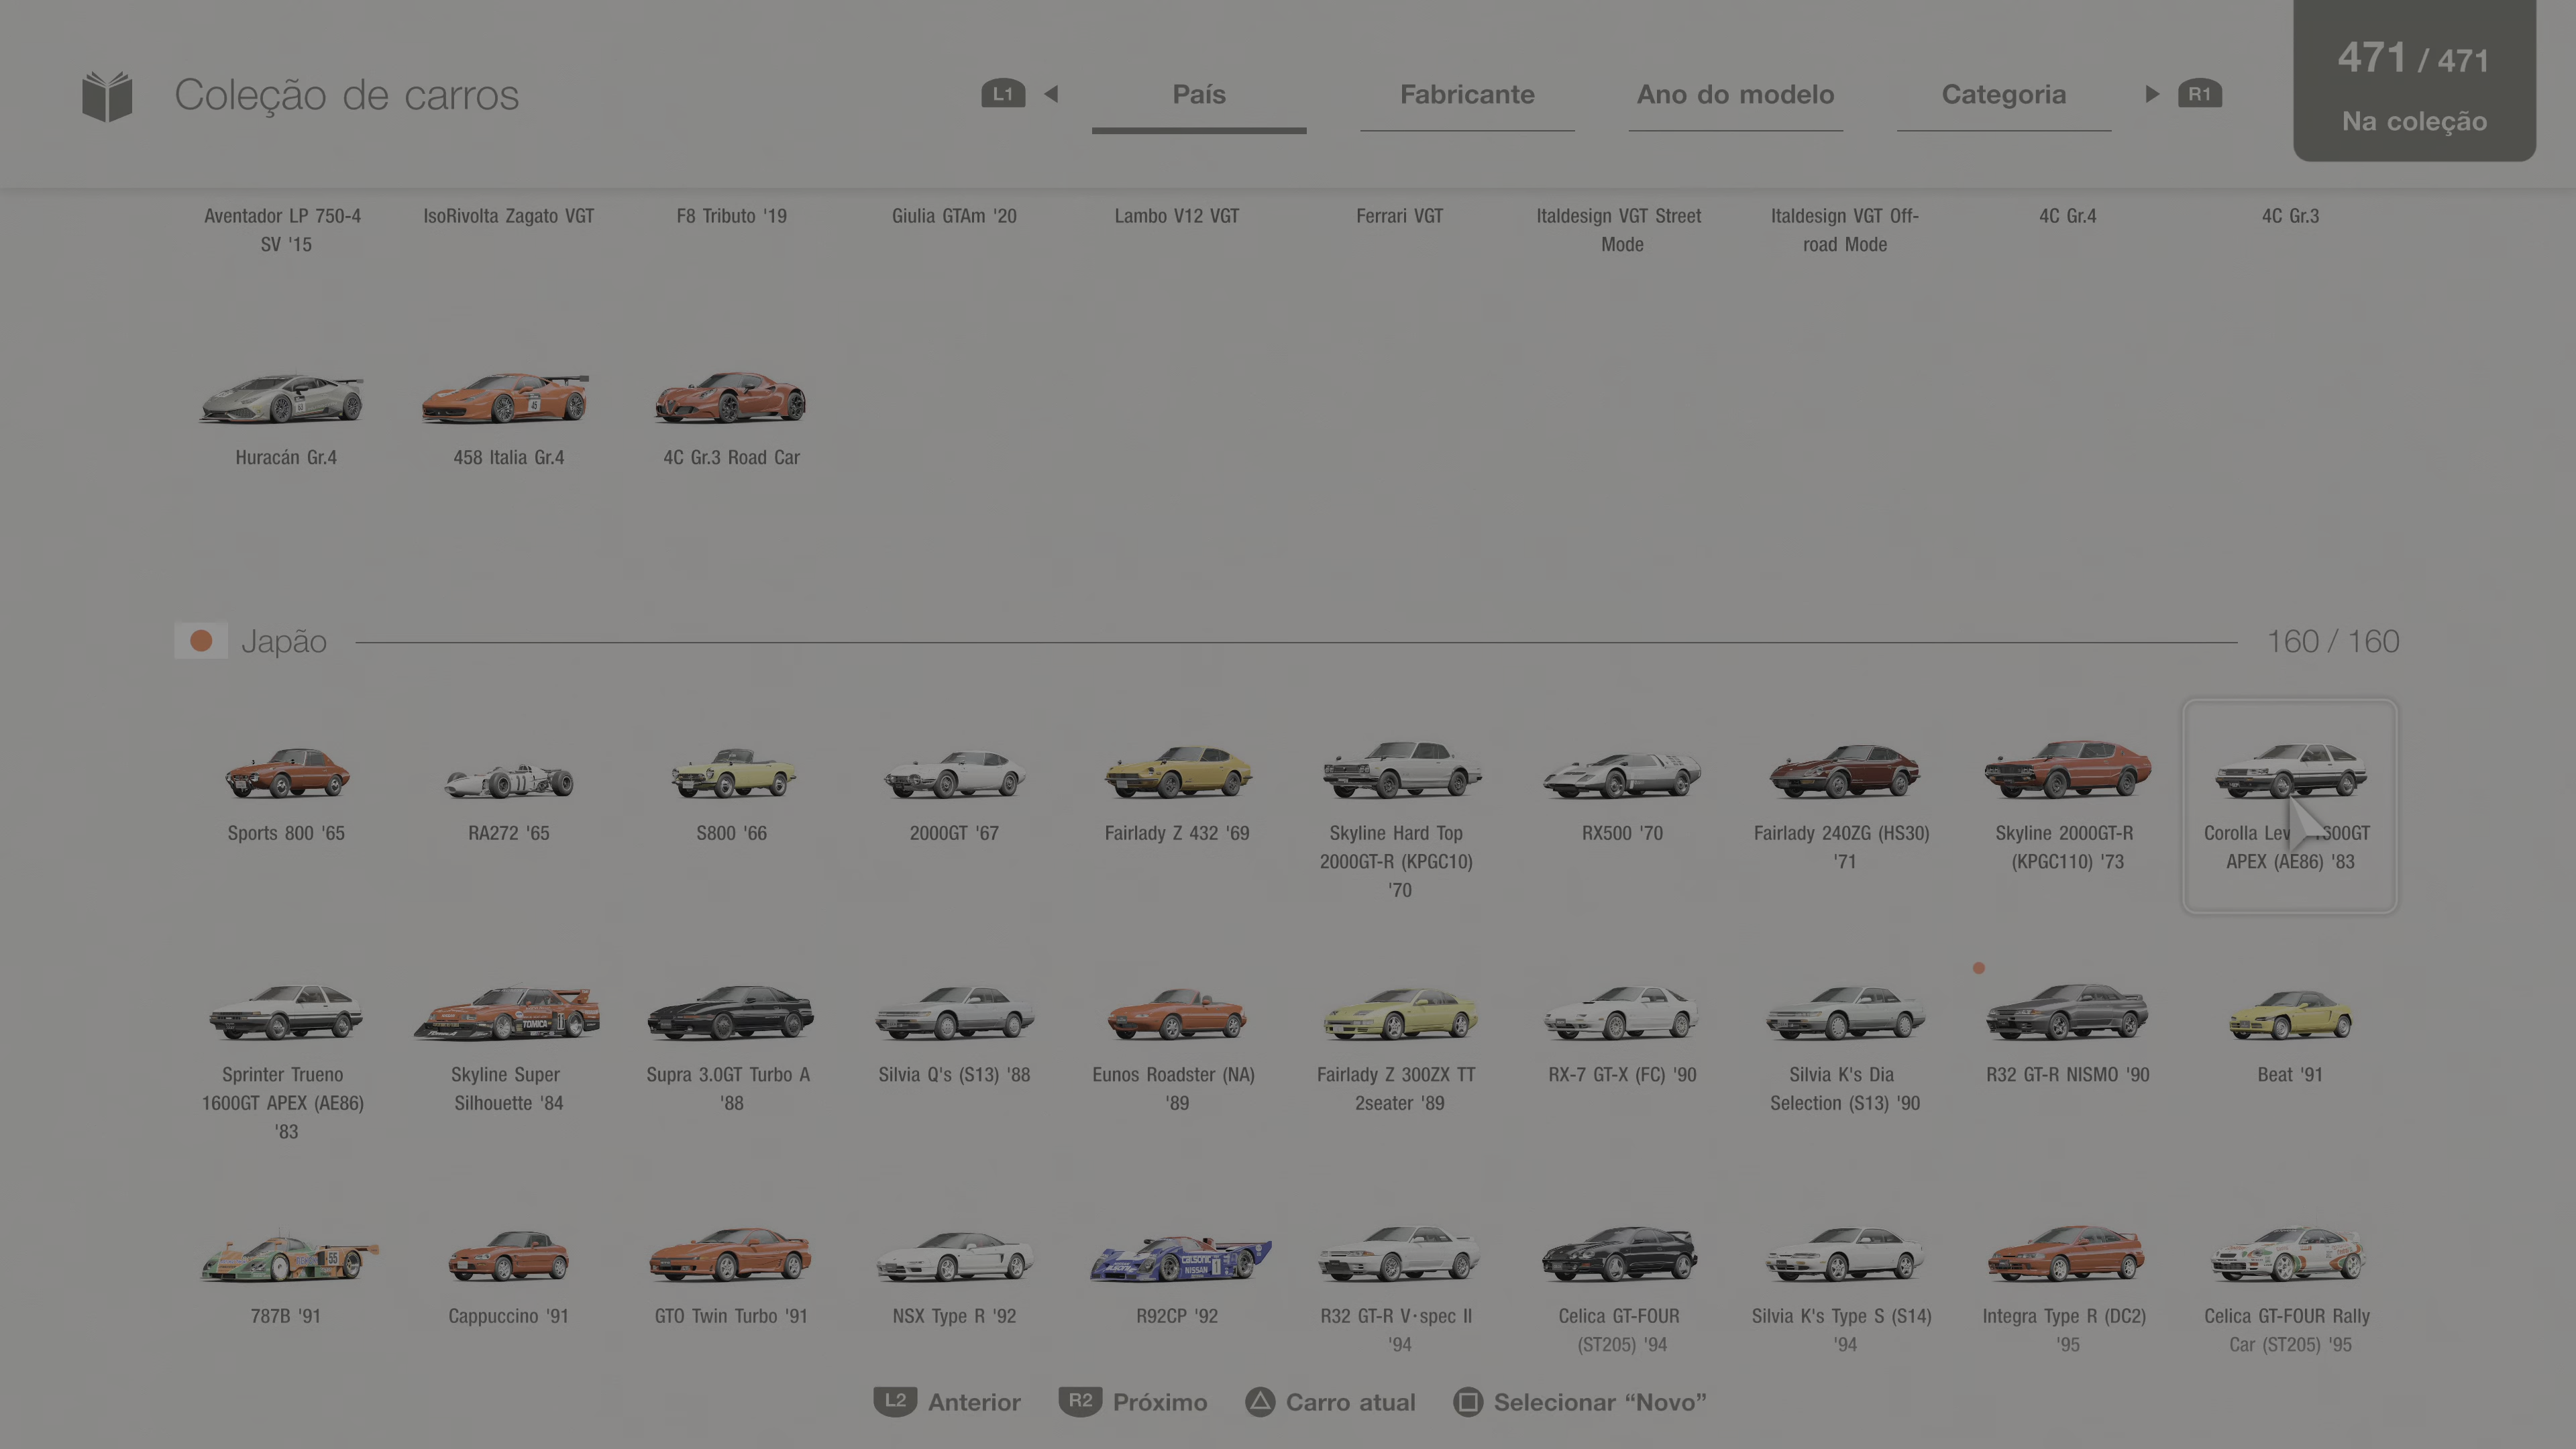 Coleção de carros
L1
País
Fabricante
Ano do modelo
Categoria
R1
471 / 471
Na coleção
Aventador LP 750-4
SV '15
IsoRivolta Zagato VGT
F8 Tributo '19
Giulia GTAm '20
Lambo V12 VGT
Ferrari VGT
Italdesign VGT Street
Mode
Italdesign VGT Off-
road Mode
4C Gr.4
4C Gr.3
Huracán Gr.4
458 Italia Gr.4
4C Gr.3 Road Car
Japão
160 / 160
Sports 800 '65
RA272 '65
S800 '66
2000GT '67
Fairlady Z 432 '69
Skyline Hard Top
2000GT-R (KPGC10)
'70
RX500 '70
Fairlady 240ZG (HS30)
'71
Skyline 2000GT-R
(KPGC110) '73
Corolla
APEX (AE86) '83
Sprinter Trueno
1600GT APEX (AE86)
'83
TOMICA
Skyline Super
Silhouette '84
Supra 3.0GT Turbo A
'88
Silvia Q's (S13) '88
Eunos Roadster (NA)
'89
Fairlady Z 300ZX TT
2seater '89
RX-7 GT-X (FC) '90
Silvia K's Dia
Selection (S13) '90
R32 GT-R NISMO '90
Beat '91
55
787B '91
Cappuccino '91
GTO Twin Turbo '91
NSX Type R '92
calsonic
NISSAN
1
R92CP '92
R32 GT-R V·spec II
'94
Celica GT-FOUR
(ST205) '94
Silvia K's Type S (S14)
'94
Integra Type R (DC2)
'95
Celica GT-FOUR Rally
Car (ST205) '95
L2 Anterior
R2 Próximo
Carro atual
Selecionar “Novo”